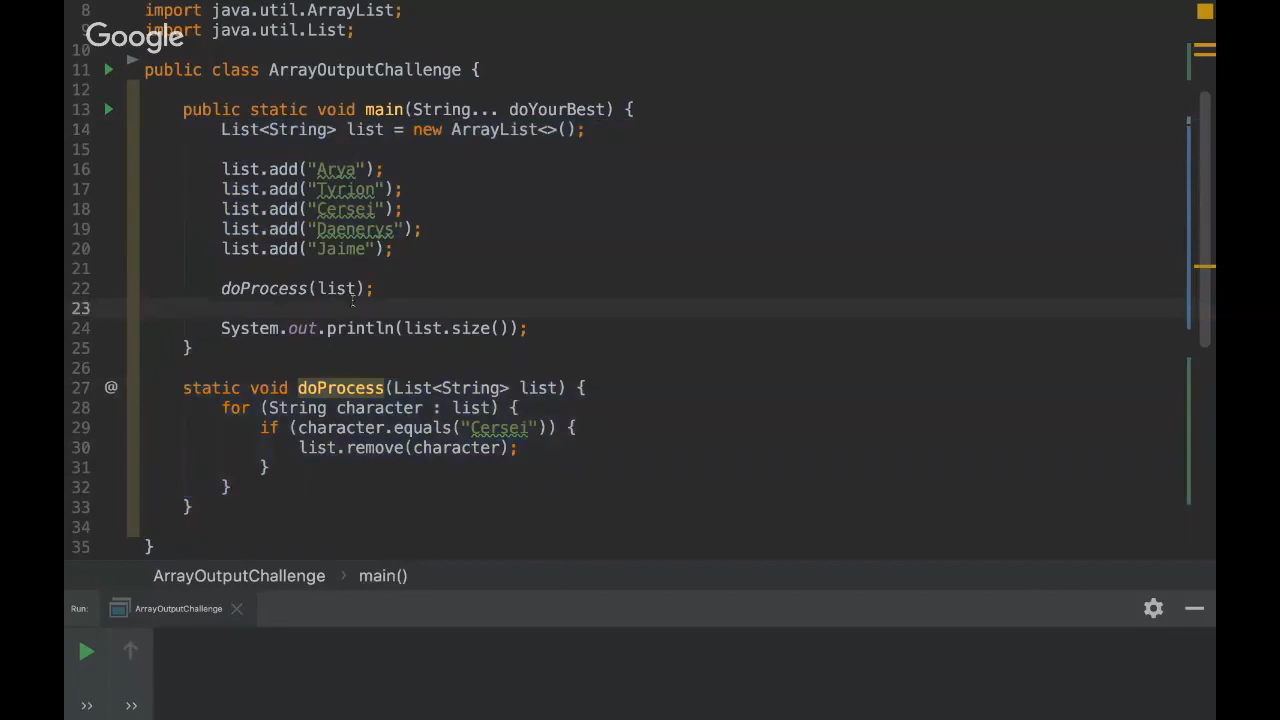 8 import java.util.ArrayList;
9 import java.util.List;
Google
10
11 public class ArrayOutputChallenge {
12
13 public static void main(String... doYourBest) {
14 List<String> list = new ArrayList<>();
15
16 list.add("Arya");
17 list.add("Tyrion");
18 list.add("Cersei");
19 list.add("Daenerys");
20 list.add("Jaime");
21
22 doProcess(list);
23
24 System.out.println(list.size());
25 }
26
27 @ static void doProcess(List<String> list) {
28 for (String character : list) {
29 if (character.equals("Cersei")) {
30 list.remove(character);
31 }
32 }
33 }
34
35 }
ArrayOutputChallenge › main()
Run: ArrayOutputChallenge